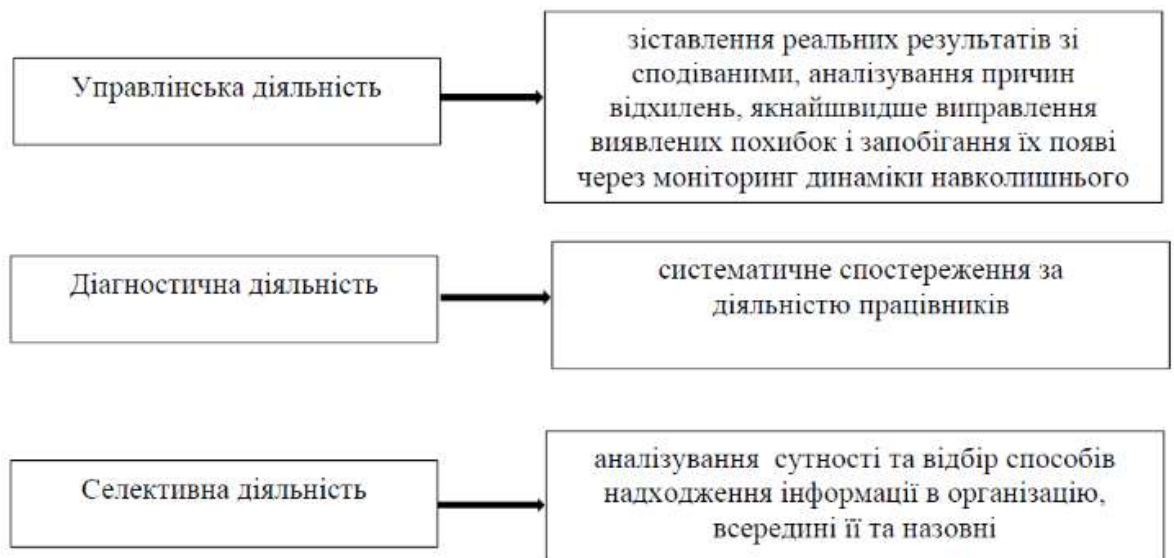 Управлінська діяльність
зіставлення реальних результатів зі
сподіваними, аналізування причин
відхилень, якнайшвидше виправлення
виявлених похибок і запобігання їх появі
через моніторинг динаміки навколишнього
Діагностична діяльність
систематичне спостереження за
діяльністю працівників
Селективна діяльність
аналізування сутності та відбір способів
надходження інформації в організацію,
всередині її та назовні